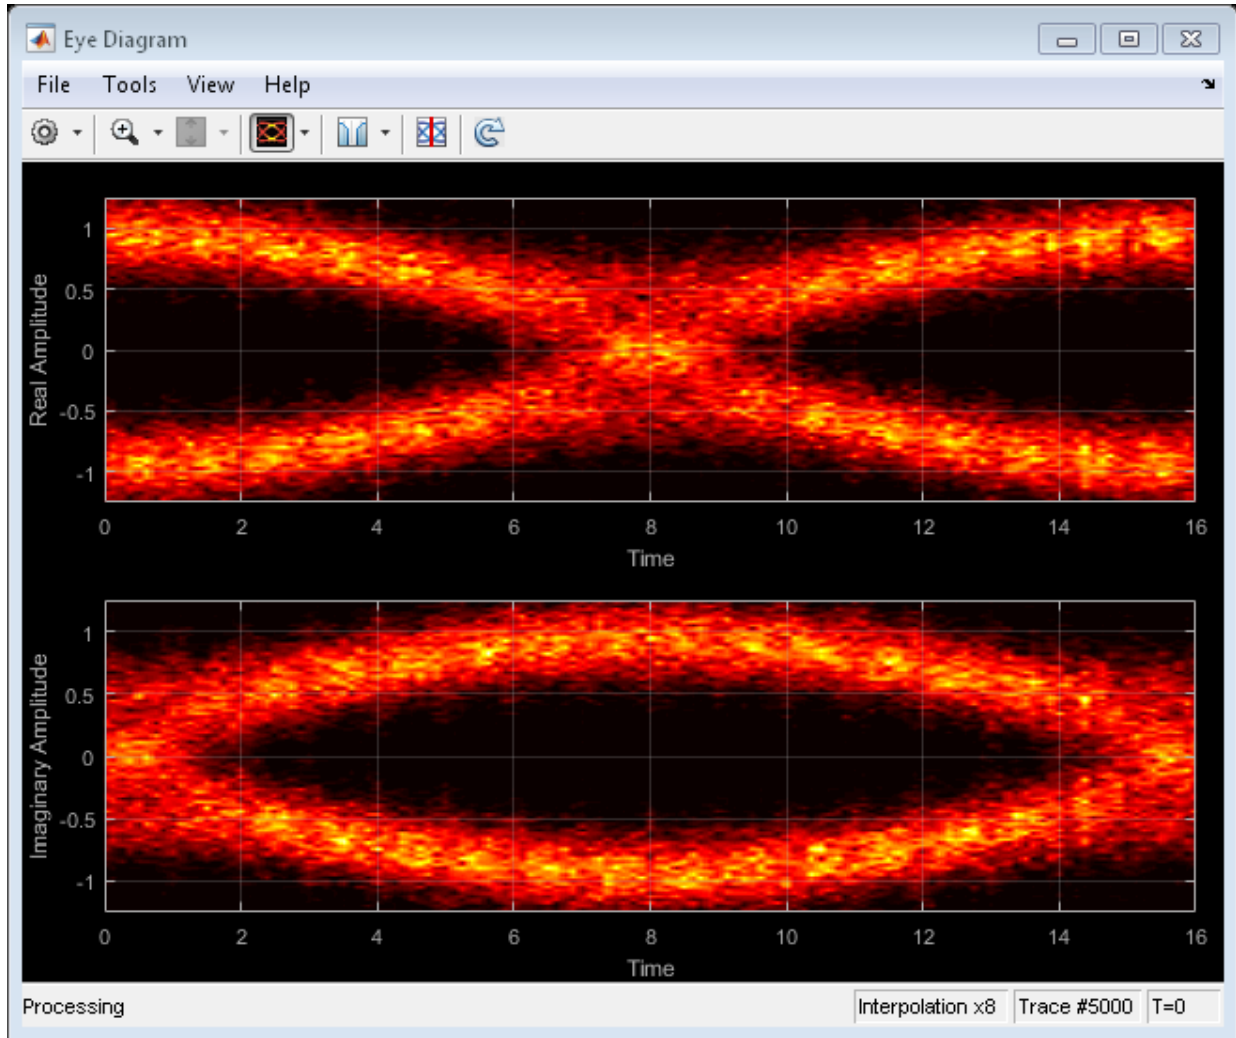 Eye Diagram
File Tools View Help
1
0.5
0
-0.5
-1
Real Amplitude
0 2 4 6 8 10 12 14 16
Time
1
0.5
0
-0.5
-1
Imaginary Amplitude
0 2 4 6 8 10 12 14 16
Time
Processing Interpolation x8 Trace #5000 T=0